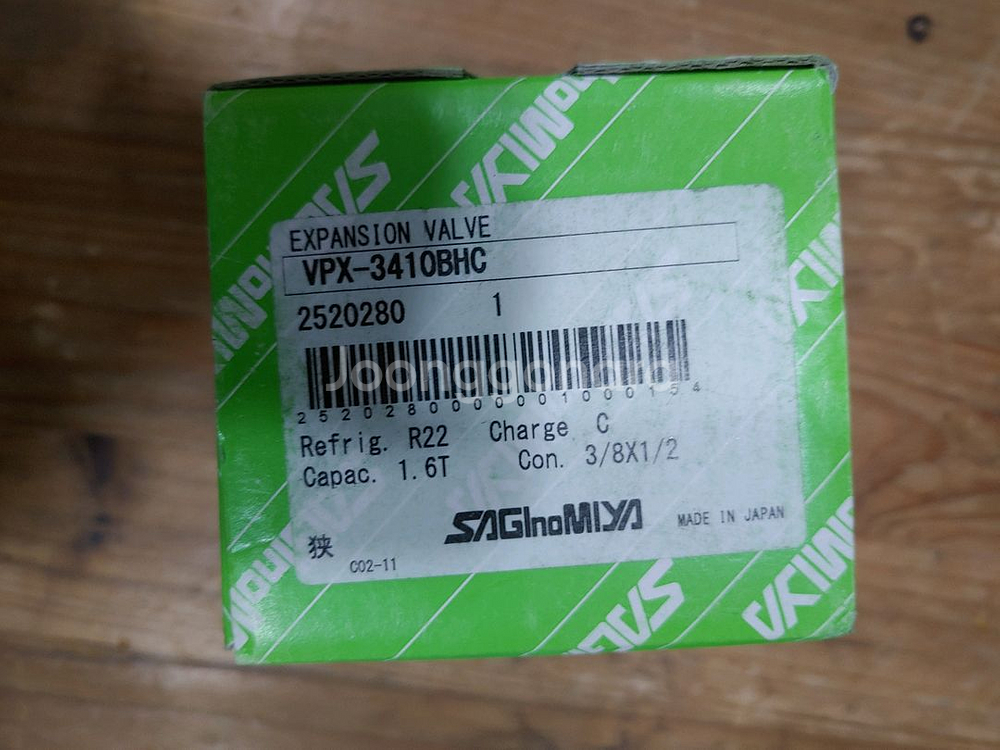 EXPANSION VALVE
VPX-3410BHC
2520280 1
Joonggonara
2520280000001000154
Refrig. R22 Charge C
Capac. 1.6T Con. 3/8X1/2
SAGInoMIYA MADE IN JAPAN
狭 C02-11